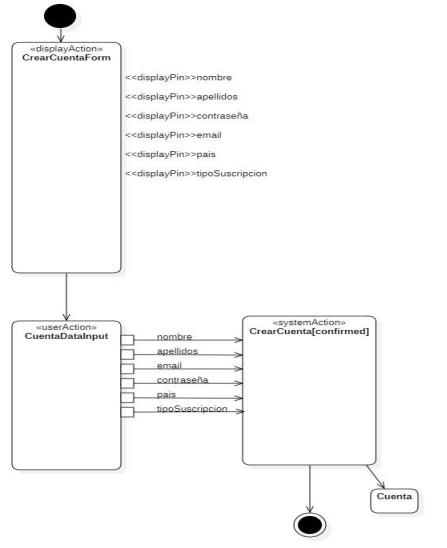 «displayAction»
CrearCuentaForm
<<displayPin>>nombre
<<displayPin>>apellidos
<<displayPin>>contraseña
<<displayPin>>email
<<displayPin>>pais
<<displayPin>>tipoSuscripcion
«userAction»
CuentaDataInput
nombre
apellidos
email
contraseña
pais
tipoSuscripcion
«systemAction»
CrearCuenta[confirmed]
Cuenta